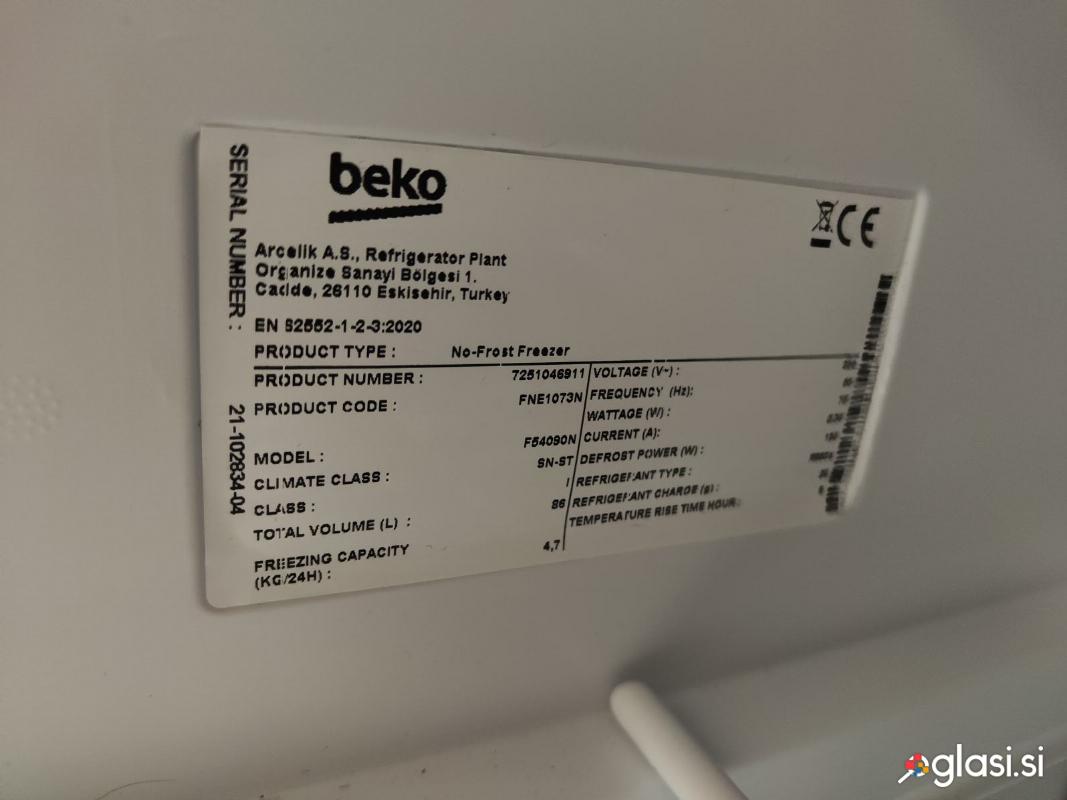 beko
CE
Arcelik A.S., Refrigerator Plant
Organize Sanayi Bölgesi 1.
Cadde, 26110 Eskisehir, Turkey
EN 62552-1-2-3:2020
PRODUCT TYPE : No-Frost Freezer
PRODUCT NUMBER : 7251046911
PRODUCT CODE : FNE1073N
MODEL : F54090N
CLIMATE CLASS : SN-ST
CLASS : I
TOTAL VOLUME (L) : 86
FREEZING CAPACITY 4,7
(KG/24H) :
VOLTAGE (V~) :
FREQUENCY (Hz):
WATTAGE (W) :
CURRENT (A):
DEFROST POWER (W) :
REFRIGERANT TYPE :
REFRIGERANT CHARGE (g) :
TEMPERATURE RISE TIME HOUR:
SERIAL NUMBER : 21-102834-04
oglasi.si